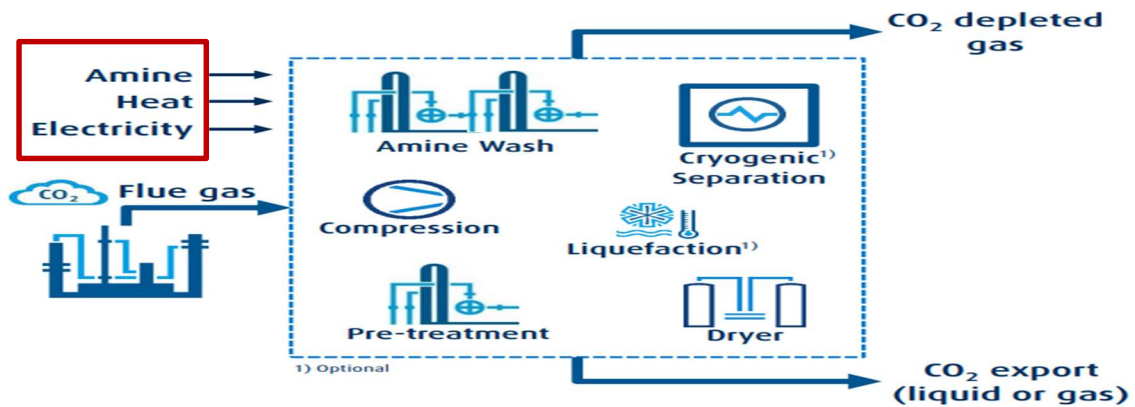 Amine
Heat
Electricity
CO₂
Flue gas
CO₂ depleted
gas
Amine Wash
Cryogenic¹⁾
Separation
Compression
Liquefaction¹⁾
Pre-treatment
Dryer
1) Optional
CO₂ export
(liquid or gas)